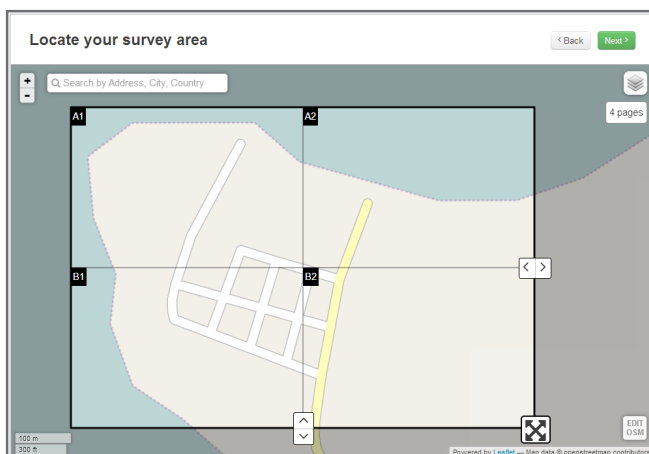 Locate your survey area
‹ Back
Next ›
+
-
Search by Address, City, Country
4 pages
A1
A2
B1
B2
100 m
300 ft
EDIT
OSM
Powered by Leaflet — Map data © openstreetmap contributors